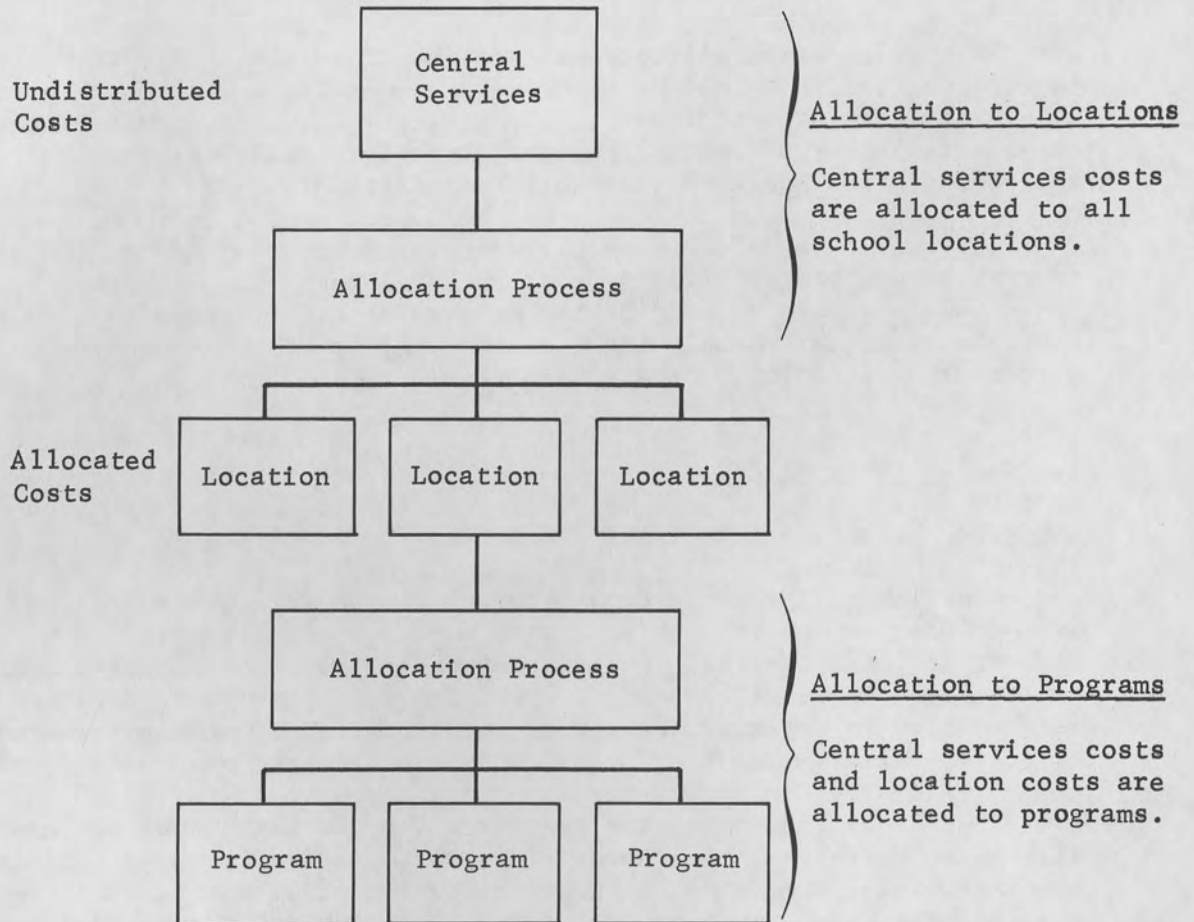 Undistributed
Costs
Central
Services
Allocation to Locations
Central services costs
are allocated to all
school locations.
Allocation Process
Allocated
Costs
Location
Location
Location
Allocation Process
Allocation to Programs
Central services costs
and location costs are
allocated to programs.
Program
Program
Program